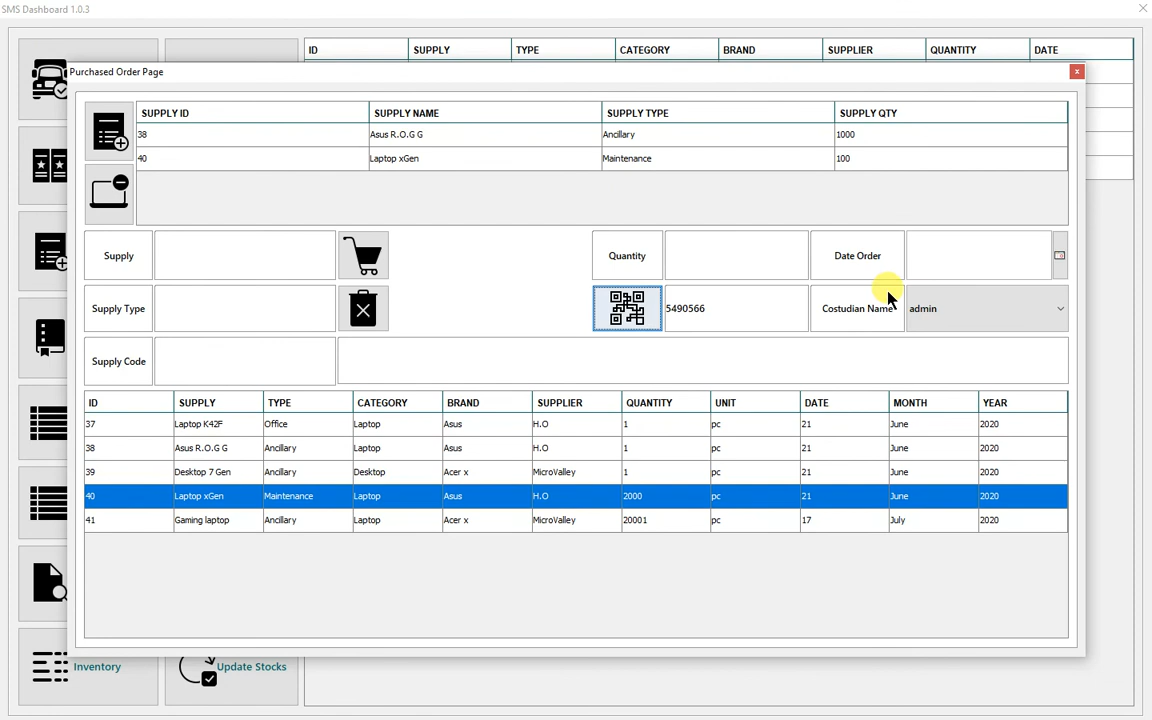 SMS Dashboard 1.0.3
ID SUPPLY TYPE CATEGORY BRAND SUPPLIER QUANTITY DATE
Purchased Order Page
SUPPLY ID SUPPLY NAME SUPPLY TYPE SUPPLY QTY
38 Asus R.O.G G Ancillary 1000
40 Laptop xGen Maintenance 100
Supply Quantity Date Order
Supply Type 5490566 Costudian Name admin
Supply Code
ID SUPPLY TYPE CATEGORY BRAND SUPPLIER QUANTITY UNIT DATE MONTH YEAR
37 Laptop K42F Office Laptop Asus H.O 1 pc 21 June 2020
38 Asus R.O.G G Ancillary Laptop Asus H.O 1 pc 21 June 2020
39 Desktop 7 Gen Ancillary Desktop Acer x MicroValley 1 pc 21 June 2020
40 Laptop xGen Maintenance Laptop Asus H.O 2000 pc 21 June 2020
41 Gaming laptop Ancillary Laptop Acer x MicroValley 20001 pc 17 July 2020
Inventory Update Stocks